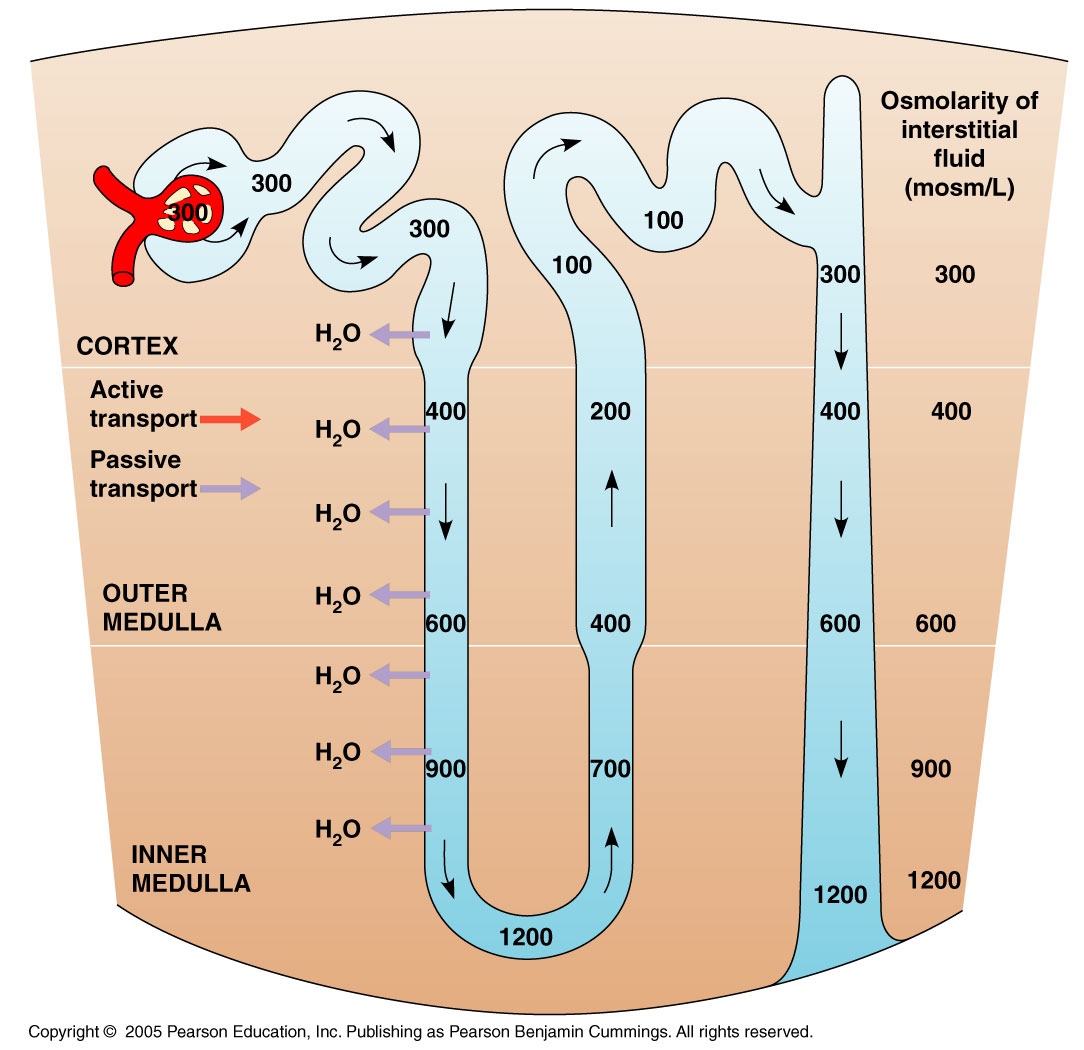 Osmolarity of
interstitial
fluid
(mosm/L)
300
300
300
100
100
300
300
H2O
CORTEX
Active
transport
400
200
400
400
H2O
Passive
transport
H2O
OUTER
MEDULLA
H2O
600
400
600
600
H2O
H2O
900
700
900
H2O
INNER
MEDULLA
1200
1200
1200
Copyright © 2005 Pearson Education, Inc. Publishing as Pearson Benjamin Cummings. All rights reserved.